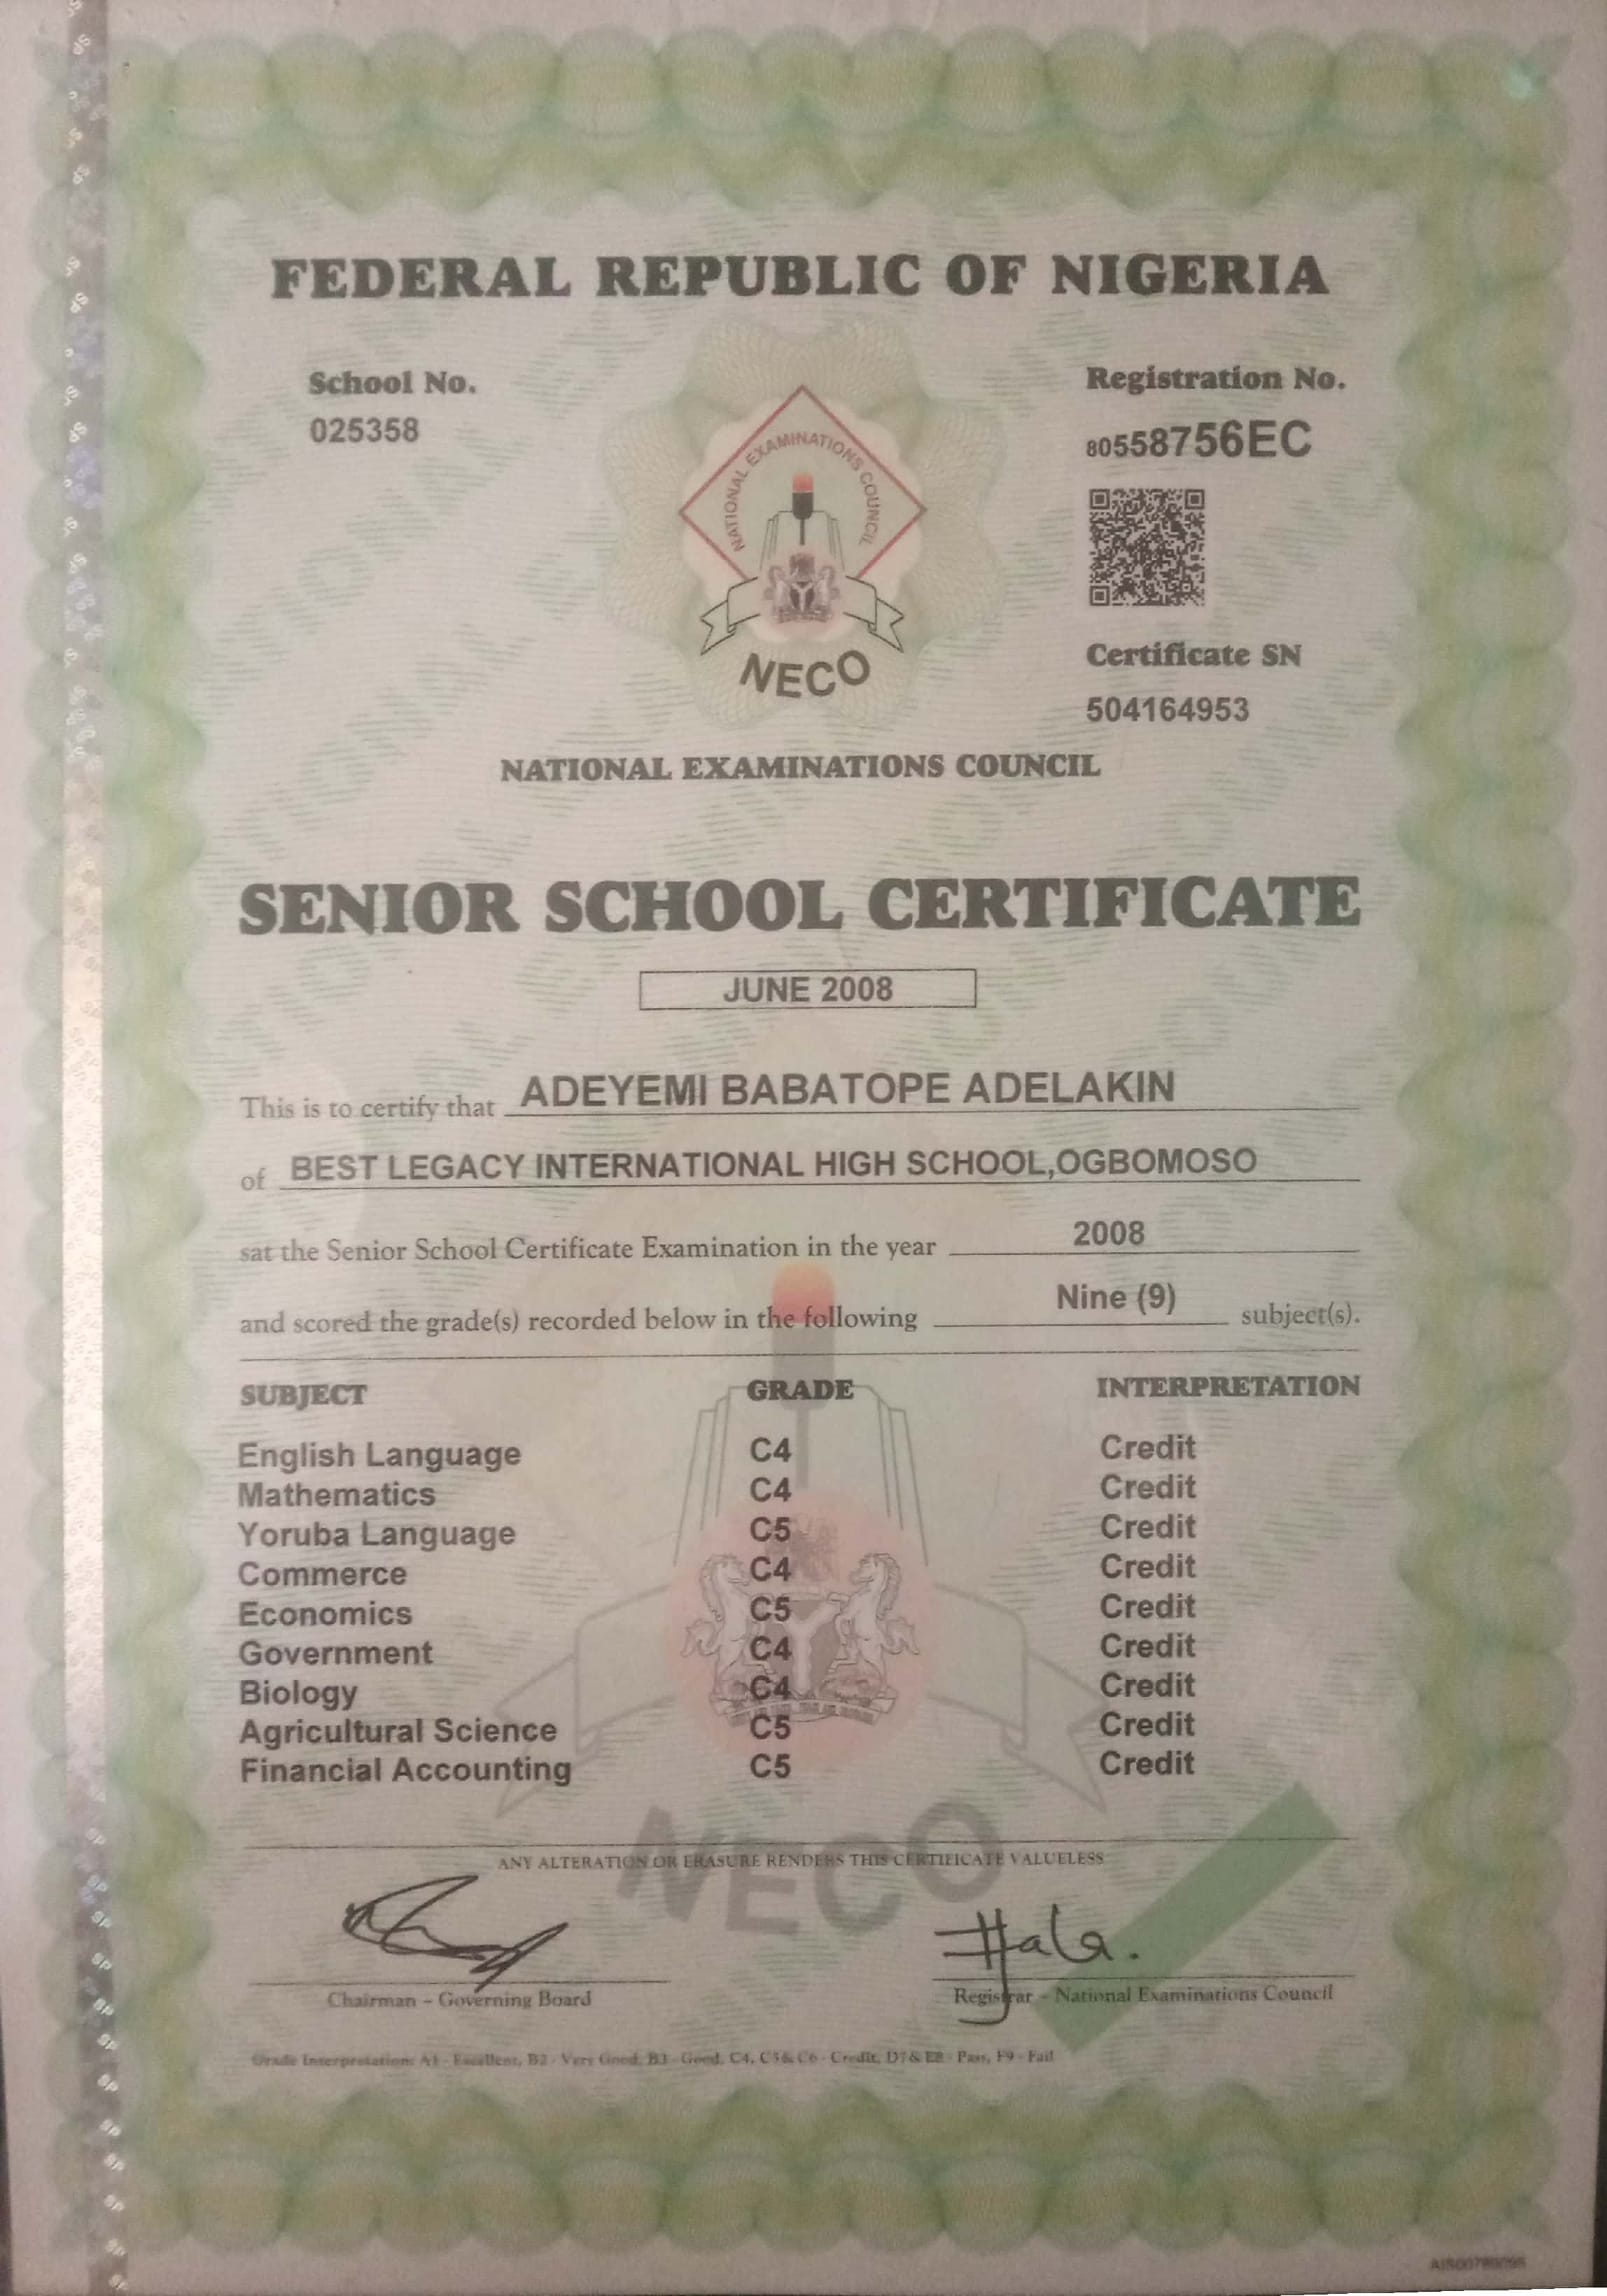 FEDERAL REPUBLIC OF NIGERIA
School No.
025358
Registration No.
80558756EC
NATIONAL EXAMINATIONS COUNCIL
NECO
Certificate SN
504164953
NATIONAL EXAMINATIONS COUNCIL
SENIOR SCHOOL CERTIFICATE
JUNE 2008
This is to certify that ADEYEMI BABATOPE ADELAKIN
of BEST LEGACY INTERNATIONAL HIGH SCHOOL,OGBOMOSO
sat the Senior School Certificate Examination in the year 2008
and scored the grade(s) recorded below in the following Nine (9) subject(s).
SUBJECT GRADE INTERPRETATION
English Language C4 Credit
Mathematics C4 Credit
Yoruba Language C5 Credit
Commerce C4 Credit
Economics C5 Credit
Government C4 Credit
Biology C4 Credit
Agricultural Science C5 Credit
Financial Accounting C5 Credit
NECO
ANY ALTERATION OR ERASURE RENDERS THIS CERTIFICATE VALUELESS
Chairman - Governing Board
Registrar - National Examinations Council
Grade Interpretation: A1 - Excellent, B2 - Very Good, B3 - Good, C4, C5 & C6 - Credit, D7 & E8 - Pass, F9 - Fail